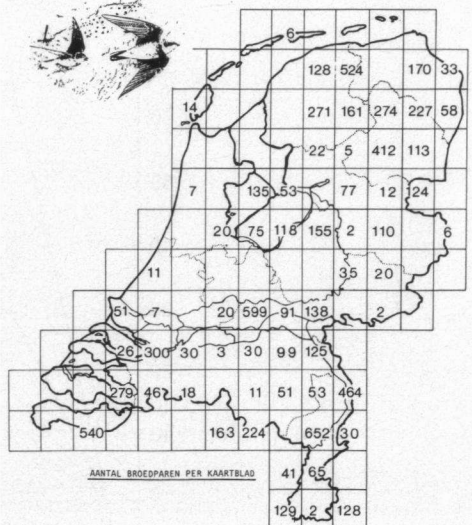 6
128 524 170 33
14 271 161 274 227 58
22 5 412 113
7 135 53 77 12 124
20 75 118 155 2 110 6
11 35 20
51 7 20 599 91 138 2
26 300 30 3 30 99 125
279 461 18 11 51 53 464
540 163 224 652 30
AANTAL BROEDPAREN PER KAARTBLAD
41 65
129 2 128